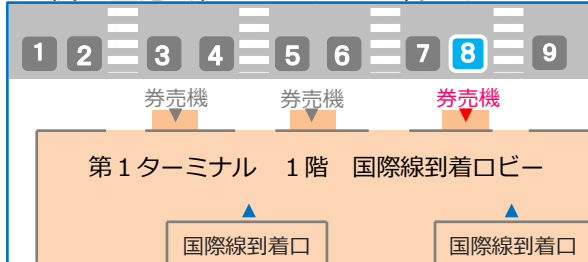 1 2 3 4 5 6 7 8 9
券売機 券売機 券売機
第1ターミナル 1階 国際線到着ロビー
国際線到着口 国際線到着口